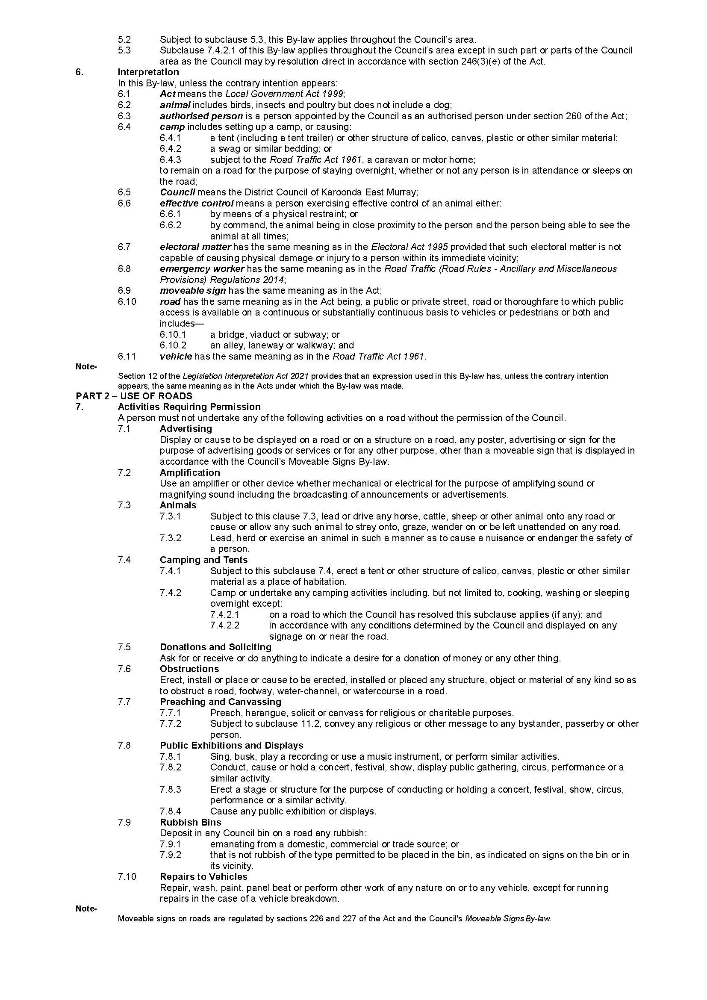 5.2 Subject to subclause 5.3, this By-law applies throughout the Council’s area.
5.3 Subclause 7.4.2.1 of this By-law applies throughout the Council’s area except in such part or parts of the Council
area as the Council may by resolution direct in accordance with section 246(3)(e) of the Act.
6. Interpretation
In this By-law, unless the contrary intention appears:
6.1 Act means the Local Government Act 1999;
6.2 animal includes birds, insects and poultry but does not include a dog;
6.3 authorised person is a person appointed by the Council as an authorised person under section 260 of the Act;
6.4 camp includes setting up a camp, or causing:
6.4.1 a tent (including a tent trailer) or other structure of calico, canvas, plastic or other similar material;
6.4.2 a swag or similar bedding; or
6.4.3 subject to the Road Traffic Act 1961, a caravan or motor home;
to remain on a road for the purpose of staying overnight, whether or not any person is in attendance or sleeps on
the road;
6.5 Council means the District Council of Karoonda East Murray;
6.6 effective control means a person exercising effective control of an animal either:
6.6.1 by means of a physical restraint; or
6.6.2 by command, the animal being in close proximity to the person and the person being able to see the
animal at all times;
6.7 electoral matter has the same meaning as in the Electoral Act 1995 provided that such electoral matter is not
capable of causing physical damage or injury to a person within its immediate vicinity;
6.8 emergency worker has the same meaning as in the Road Traffic (Road Rules - Ancillary and Miscellaneous
Provisions) Regulations 2014;
6.9 moveable sign has the same meaning as in the Act;
6.10 road has the same meaning as in the Act being, a public or private street, road or thoroughfare to which public
access is available on a continuous or substantially continuous basis to vehicles or pedestrians or both and
includes—
6.10.1 a bridge, viaduct or subway; or
6.10.2 an alley, laneway or walkway; and
6.11 vehicle has the same meaning as in the Road Traffic Act 1961.
Note-
Section 12 of the Legislation Interpretation Act 2021 provides that an expression used in this By-law has, unless the contrary intention
appears, the same meaning as in the Acts under which the By-law was made.
PART 2 – USE OF ROADS
7. Activities Requiring Permission
A person must not undertake any of the following activities on a road without the permission of the Council.
7.1 Advertising
Display or cause to be displayed on a road or on a structure on a road, any poster, advertising or sign for the
purpose of advertising goods or services or for any other purpose, other than a moveable sign that is displayed in
accordance with the Council’s Moveable Signs By-law.
7.2 Amplification
Use an amplifier or other device whether mechanical or electrical for the purpose of amplifying sound or
magnifying sound including the broadcasting of announcements or advertisements.
7.3 Animals
7.3.1 Subject to this clause 7.3, lead or drive any horse, cattle, sheep or other animal onto any road or
cause or allow any such animal to stray onto, graze, wander on or be left unattended on any road.
7.3.2 Lead, herd or exercise an animal in such a manner as to cause a nuisance or endanger the safety of
a person.
7.4 Camping and Tents
7.4.1 Subject to this subclause 7.4, erect a tent or other structure of calico, canvas, plastic or other similar
material as a place of habitation.
7.4.2 Camp or undertake any camping activities including, but not limited to, cooking, washing or sleeping
overnight except:
7.4.2.1 on a road to which the Council has resolved this subclause applies (if any); and
7.4.2.2 in accordance with any conditions determined by the Council and displayed on any
signage on or near the road.
7.5 Donations and Soliciting
Ask for or receive or do anything to indicate a desire for a donation of money or any other thing.
7.6 Obstructions
Erect, install or place or cause to be erected, installed or placed any structure, object or material of any kind so as
to obstruct a road, footway, water-channel, or watercourse in a road.
7.7 Preaching and Canvassing
7.7.1 Preach, harangue, solicit or canvass for religious or charitable purposes.
7.7.2 Subject to subclause 11.2, convey any religious or other message to any bystander, passerby or other
person.
7.8 Public Exhibitions and Displays
7.8.1 Sing, busk, play a recording or use a music instrument, or perform similar activities.
7.8.2 Conduct, cause or hold a concert, festival, show, display public gathering, circus, performance or a
similar activity.
7.8.3 Erect a stage or structure for the purpose of conducting or holding a concert, festival, show, circus,
performance or a similar activity.
7.8.4 Cause any public exhibition or displays.
7.9 Rubbish Bins
Deposit in any Council bin on a road any rubbish:
7.9.1 emanating from a domestic, commercial or trade source; or
7.9.2 that is not rubbish of the type permitted to be placed in the bin, as indicated on signs on the bin or in
its vicinity.
7.10 Repairs to Vehicles
Repair, wash, paint, panel beat or perform other work of any nature on or to any vehicle, except for running
repairs in the case of a vehicle breakdown.
Note-
Moveable signs on roads are regulated by sections 226 and 227 of the Act and the Council's Moveable Signs By-law.